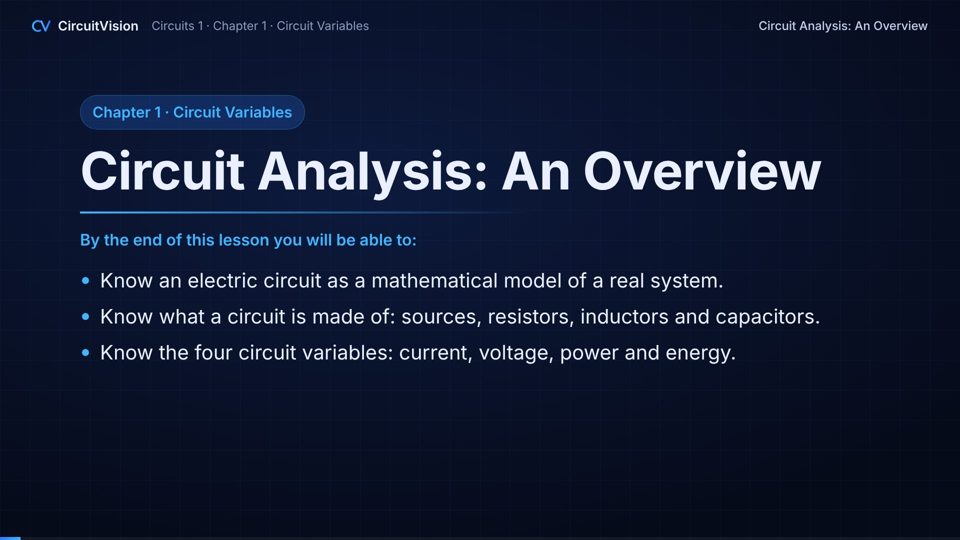 CV CircuitVision Circuits 1 · Chapter 1 · Circuit Variables
Circuit Analysis: An Overview
Chapter 1 · Circuit Variables
Circuit Analysis: An Overview
By the end of this lesson you will be able to:
• Know an electric circuit as a mathematical model of a real system.
• Know what a circuit is made of: sources, resistors, inductors and capacitors.
• Know the four circuit variables: current, voltage, power and energy.